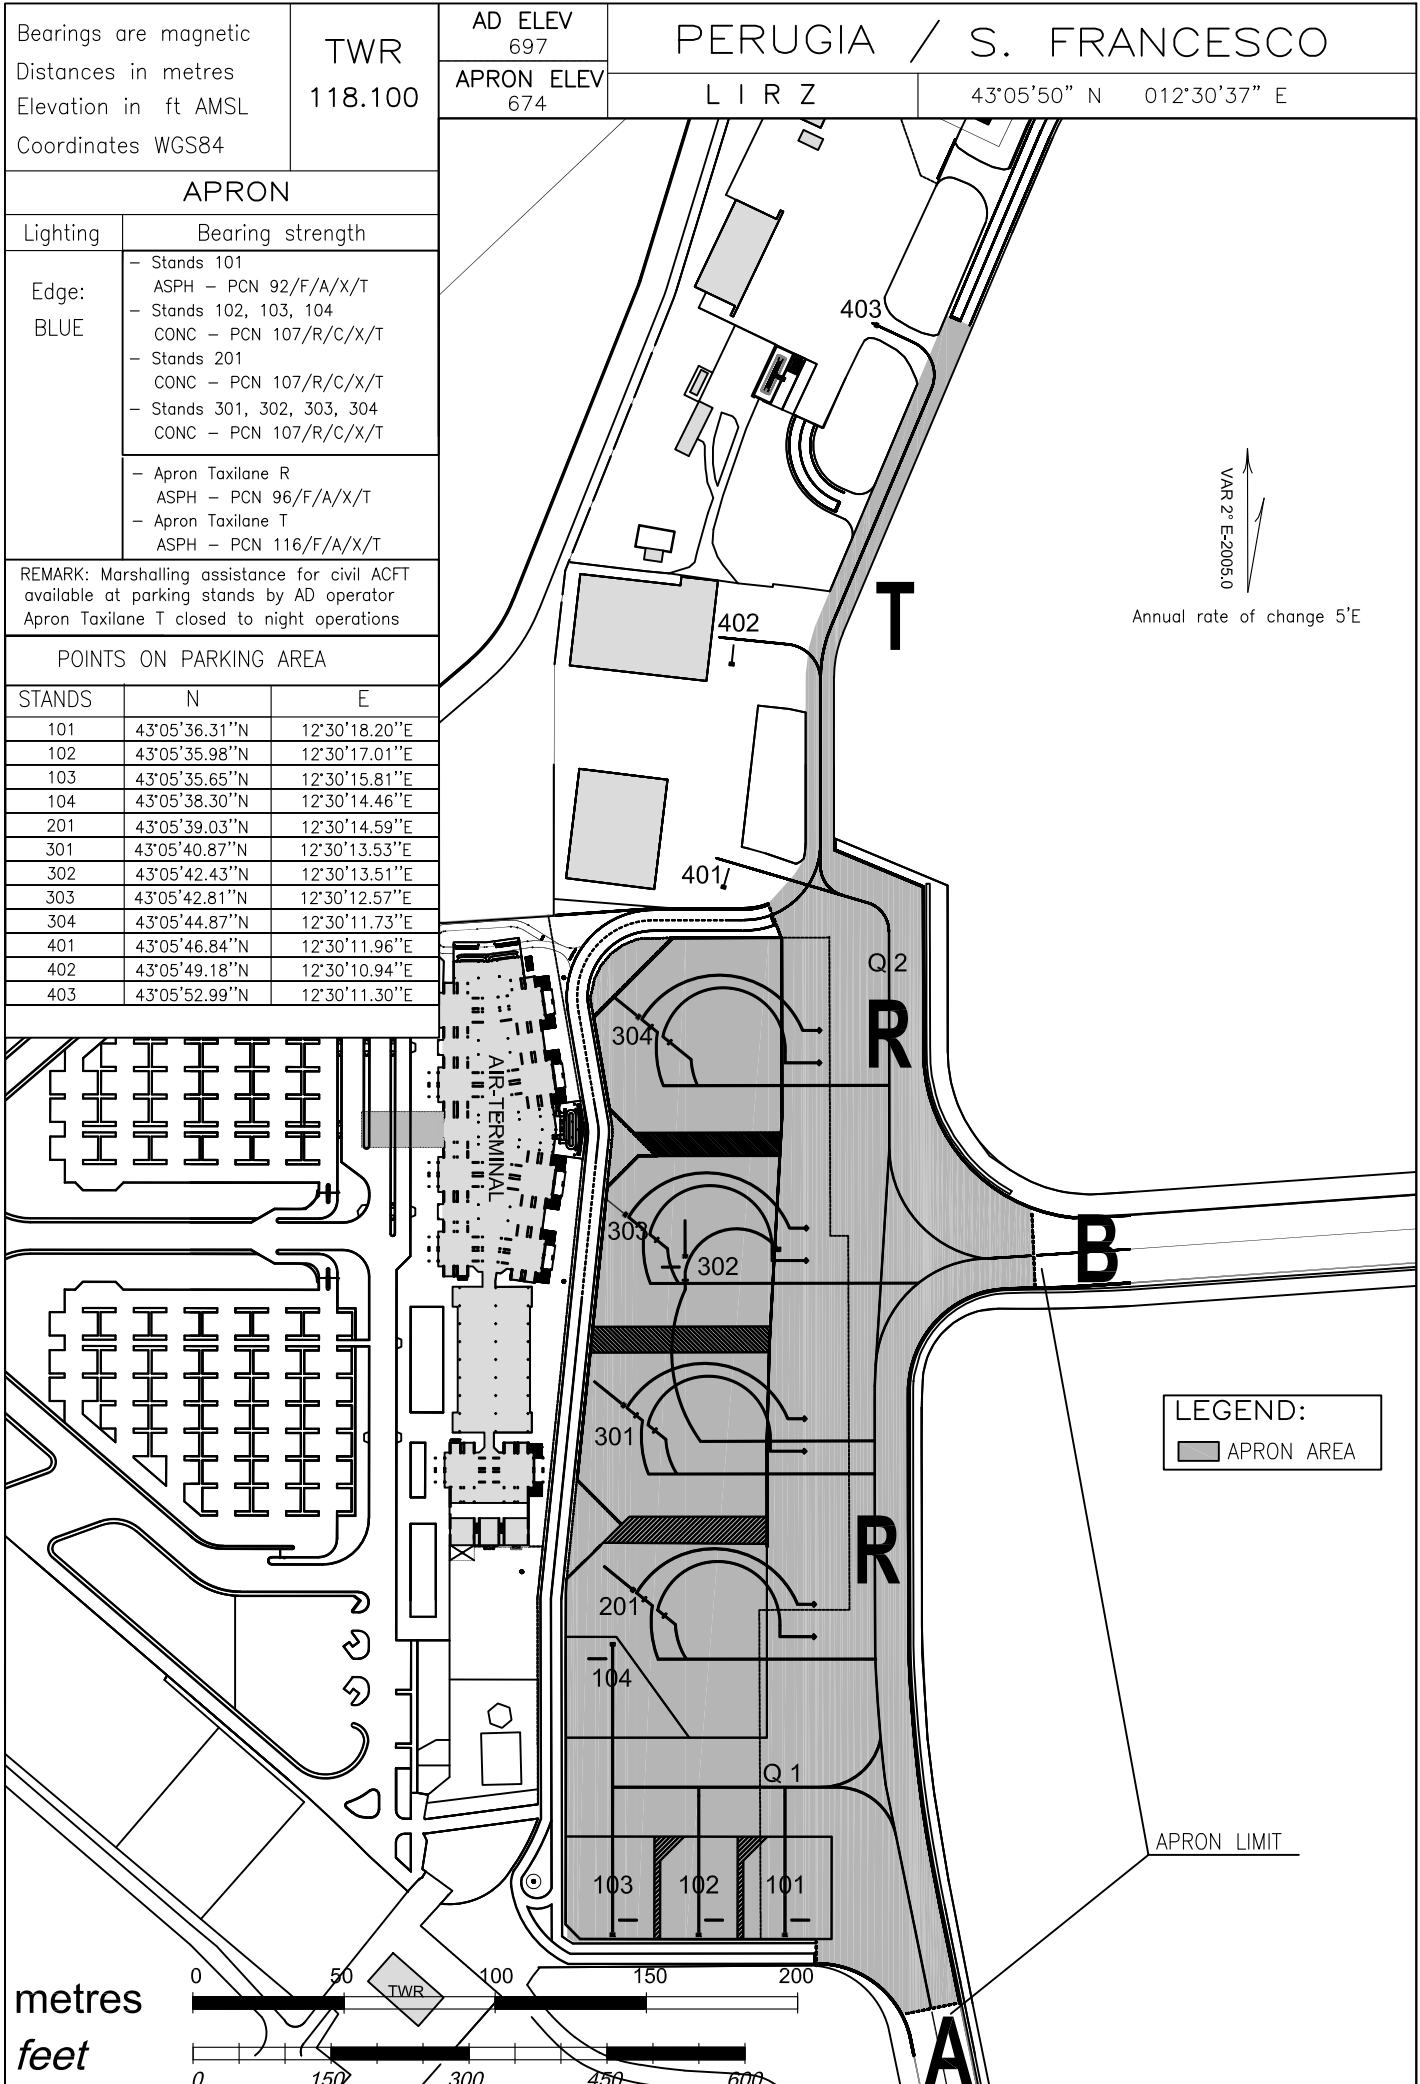 Bearings are magnetic
Distances in metres
Elevation in ft AMSL
Coordinates WGS84
TWR
118.100
AD ELEV
697
APRON ELEV
674
PERUGIA / S. FRANCESCO
LIRZ
43°05'50" N 012°30'37" E
APRON
Lighting Bearing strength
Edge:
BLUE
– Stands 101
ASPH – PCN 92/F/A/X/T
– Stands 102, 103, 104
CONC – PCN 107/R/C/X/T
– Stands 201
CONC – PCN 107/R/C/X/T
– Stands 301, 302, 303, 304
CONC – PCN 107/R/C/X/T
– Apron Taxilane R
ASPH – PCN 96/F/A/X/T
– Apron Taxilane T
ASPH – PCN 116/F/A/X/T
REMARK: Marshalling assistance for civil ACFT
available at parking stands by AD operator
Apron Taxilane T closed to night operations
POINTS ON PARKING AREA
STANDS N E
101 43°05'36.31''N 12°30'18.20''E
102 43°05'35.98''N 12°30'17.01''E
103 43°05'35.65''N 12°30'15.81''E
104 43°05'38.30''N 12°30'14.46''E
201 43°05'39.03''N 12°30'14.59''E
301 43°05'40.87''N 12°30'13.53''E
302 43°05'42.43''N 12°30'13.51''E
303 43°05'42.81''N 12°30'12.57''E
304 43°05'44.87''N 12°30'11.73''E
401 43°05'46.84''N 12°30'11.96''E
402 43°05'49.18''N 12°30'10.94''E
403 43°05'52.99''N 12°30'11.30''E
403
VAR 2° E-2005.0
Annual rate of change 5'E
T
402
401
Q 2
R
304
AIR-TERMINAL
303
302
B
301
LEGEND:
APRON AREA
R
201
104
Q 1
APRON LIMIT
103 102 101
TWR
metres
0 50 100 150 200
feet
0 150 300 450 600
A